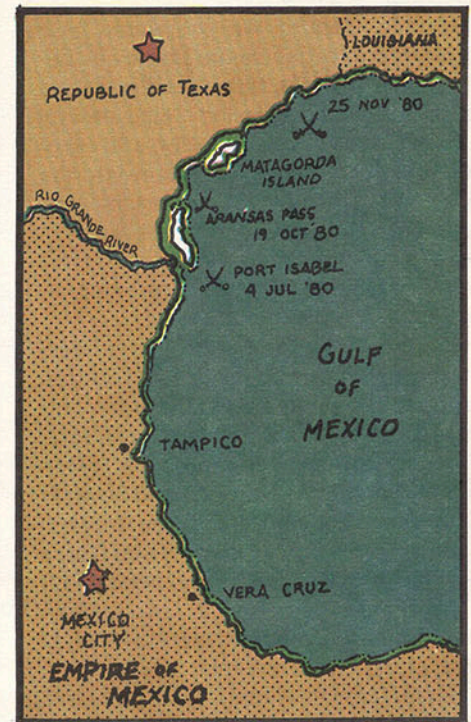 LOUISIANA
REPUBLIC OF TEXAS
25 NOV '80
MATAGORDA
ISLAND
RIO GRANDE RIVER
ARANSAS PASS
19 OCT '80
PORT ISABEL
4 JUL '80
GULF
OF
MEXICO
TAMPICO
VERA CRUZ
MEXICO
CITY
EMPIRE OF
MEXICO